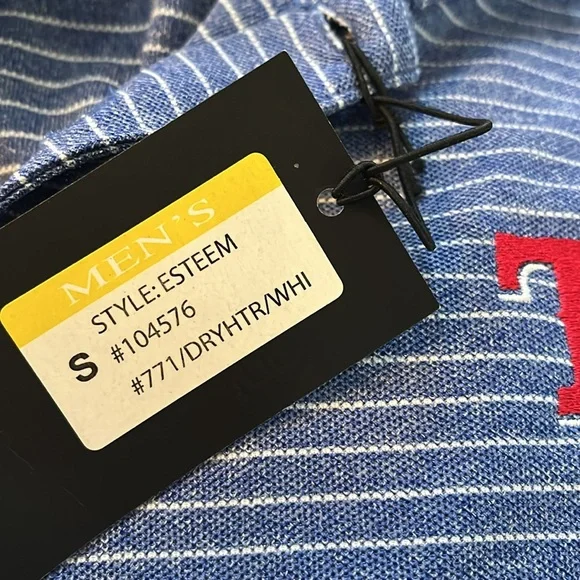 MEN'S
STYLE: ESTEEM
S
#104576
#771/DRYHTR/WHI
T